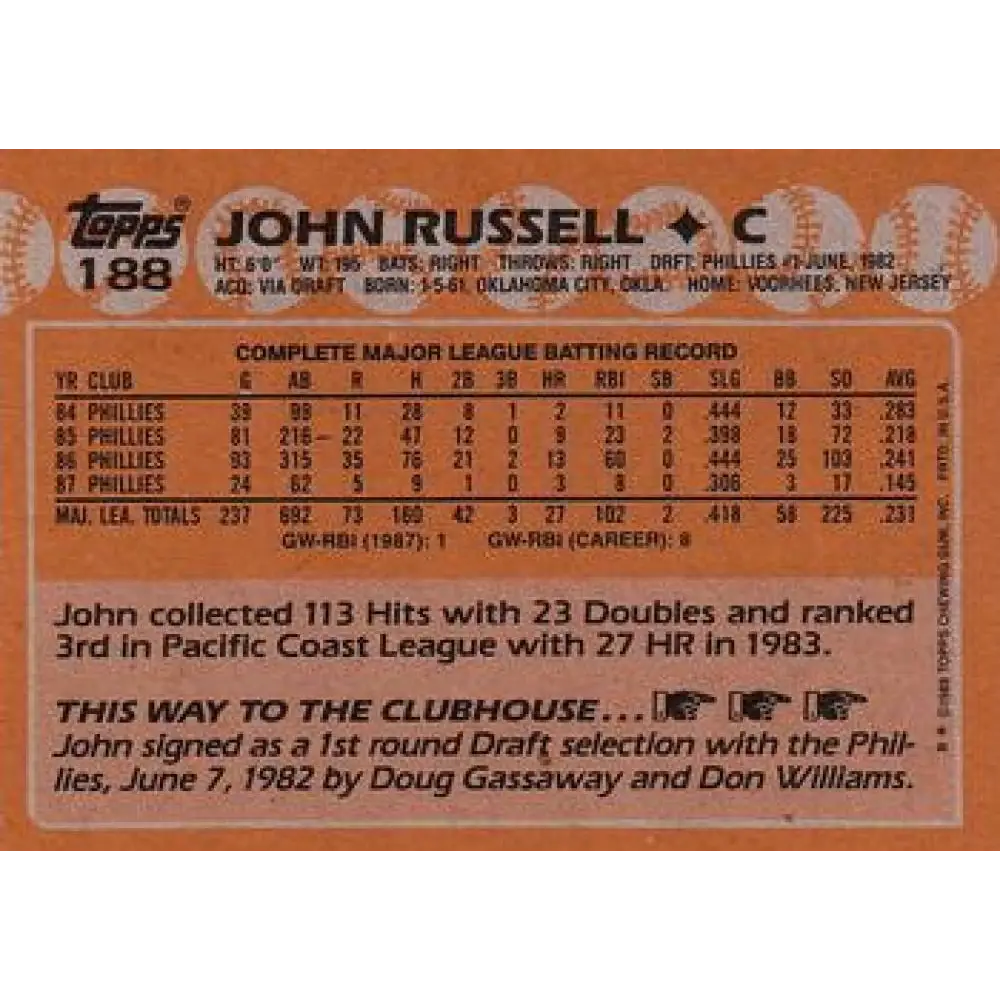 Topps® JOHN RUSSELL ✦ C
188 HT: 6'0" WT: 195 BATS: RIGHT THROWS: RIGHT DRFT: PHILLIES #1-JUNE, 1982
ACQ: VIA DRAFT BORN: 1-5-61, OKLAHOMA CITY, OKLA. HOME: VOORHEES, NEW JERSEY
COMPLETE MAJOR LEAGUE BATTING RECORD
YR CLUB G AB R H 2B 3B HR RBI SB SLG BB SO AVG
84 PHILLIES 39 99 11 28 8 1 2 11 0 .444 12 33 .283
85 PHILLIES 81 216 22 47 12 0 9 23 2 .398 18 72 .218
86 PHILLIES 93 315 35 76 21 2 13 60 0 .444 25 103 .241
87 PHILLIES 24 62 5 9 1 0 3 8 0 .306 3 17 .145
MAJ. LEA. TOTALS 237 692 73 160 42 3 27 102 2 .418 58 225 .231
GW-RBI (1987): 1 GW-RBI (CAREER): 8
John collected 113 Hits with 23 Doubles and ranked
3rd in Pacific Coast League with 27 HR in 1983.
THIS WAY TO THE CLUBHOUSE...
John signed as a 1st round Draft selection with the Phil-
lies, June 7, 1982 by Doug Gassaway and Don Williams.
©1988 TOPPS CHEWING GUM, INC. PRTD. IN U.S.A.